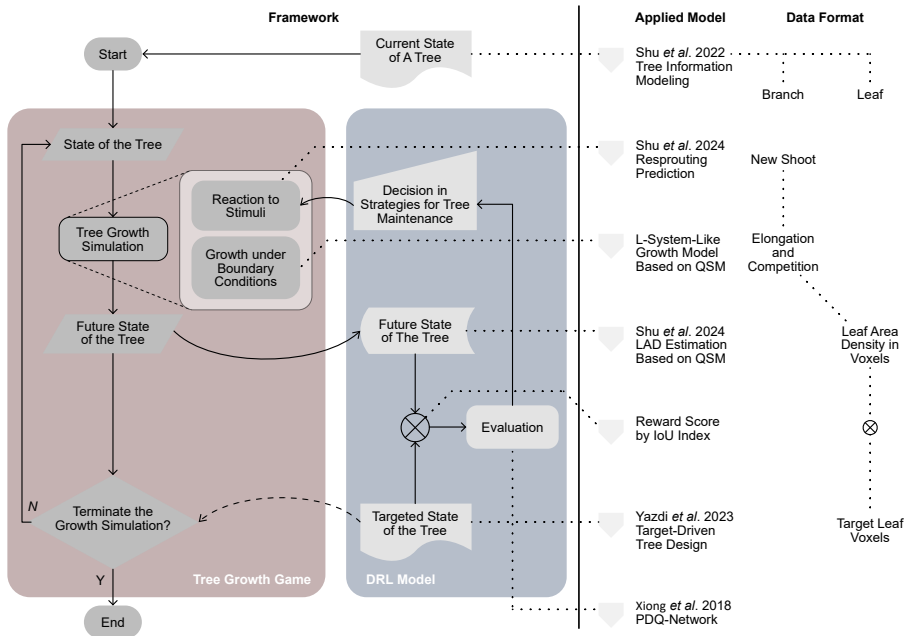 Framework
Applied Model
Data Format
Start
Current State
of A Tree
Shu et al. 2022
Tree Information
Modeling
Branch
Leaf
State of the Tree
Reaction to
Stimuli
Decision in
Strategies for Tree
Maintenance
Shu et al. 2024
Resprouting
Prediction
New Shoot
Tree Growth
Simulation
Growth under
Boundary
Conditions
L-System-Like
Growth Model
Based on QSM
Elongation
and
Competition
Future State
of the Tree
Future State
of The Tree
Shu et al. 2024
LAD Estimation
Based on QSM
Leaf Area
Density in
Voxels
Evaluation
Reward Score
by IoU Index
N
Terminate the
Growth Simulation?
Targeted State
of the Tree
Yazdi et al. 2023
Target-Driven
Tree Design
Target Leaf
Voxels
Y
Tree Growth Game
DRL Model
End
Xiong et al. 2018
PDQ-Network